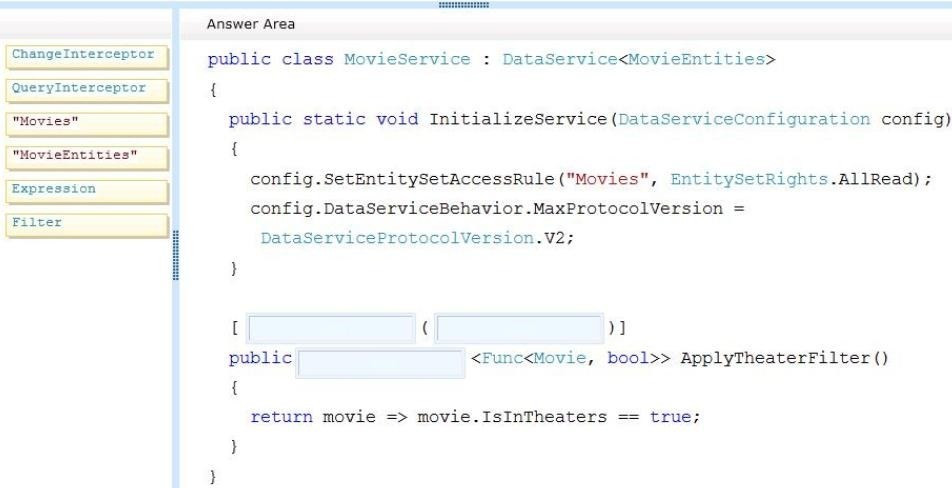 Answer Area
ChangeInterceptor
QueryInterceptor
"Movies"
"MovieEntities"
Expression
Filter
public class MovieService : DataService<MovieEntities>
{
public static void InitializeService(DataServiceConfiguration config)
{
config.SetEntitySetAccessRule("Movies", EntitySetRights.AllRead);
config.DataServiceBehavior.MaxProtocolVersion =
DataServiceProtocolVersion.V2;
}
[ ( )]
public <Func<Movie, bool>> ApplyTheaterFilter()
{
return movie => movie.IsInTheaters == true;
}
}